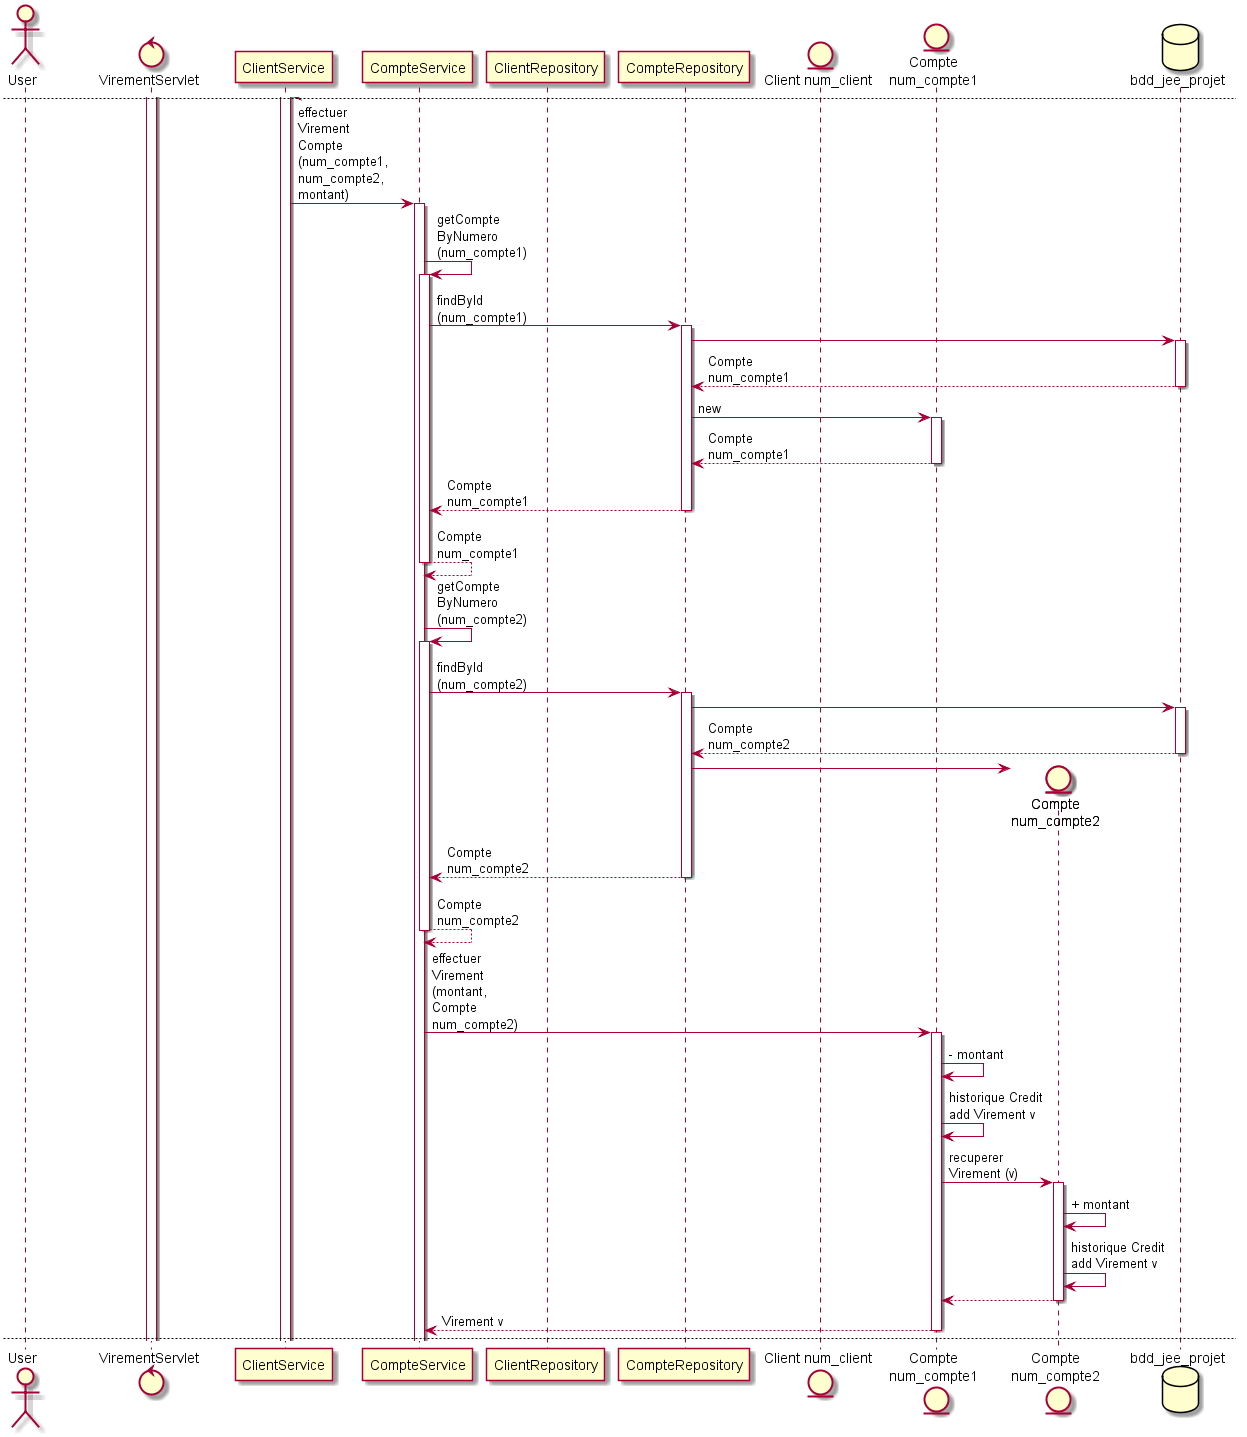 User
VirementServlet
ClientService
CompteService
ClientRepository
CompteRepository
Client num_client
Compte
num_compte1
bdd_jee_projet
effectuer
Virement
Compte
(num_compte1,
num_compte2,
montant)
getCompte
ByNumero
(num_compte1)
findById
(num_compte1)
Compte
num_compte1
new
Compte
num_compte1
Compte
num_compte1
Compte
num_compte1
getCompte
ByNumero
(num_compte2)
findById
(num_compte2)
Compte
num_compte2
Compte
num_compte2
Compte
num_compte2
Compte
num_compte2
effectuer
Virement
(montant,
Compte
num_compte2)
- montant
historique Credit
add Virement v
recuperer
Virement (v)
+ montant
historique Credit
add Virement v
Virement v
User
VirementServlet
ClientService
CompteService
ClientRepository
CompteRepository
Client num_client
Compte
num_compte1
Compte
num_compte2
bdd_jee_projet